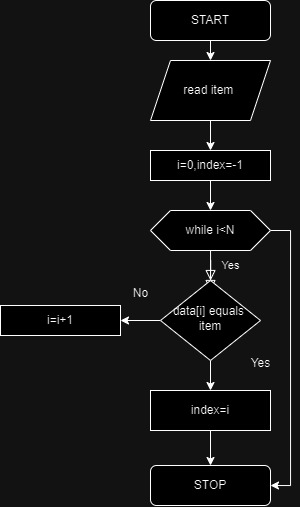 START
read item
i=0,index=-1
while i<N
Yes
data[i] equals
item
No
i=i+1
Yes
index=i
STOP